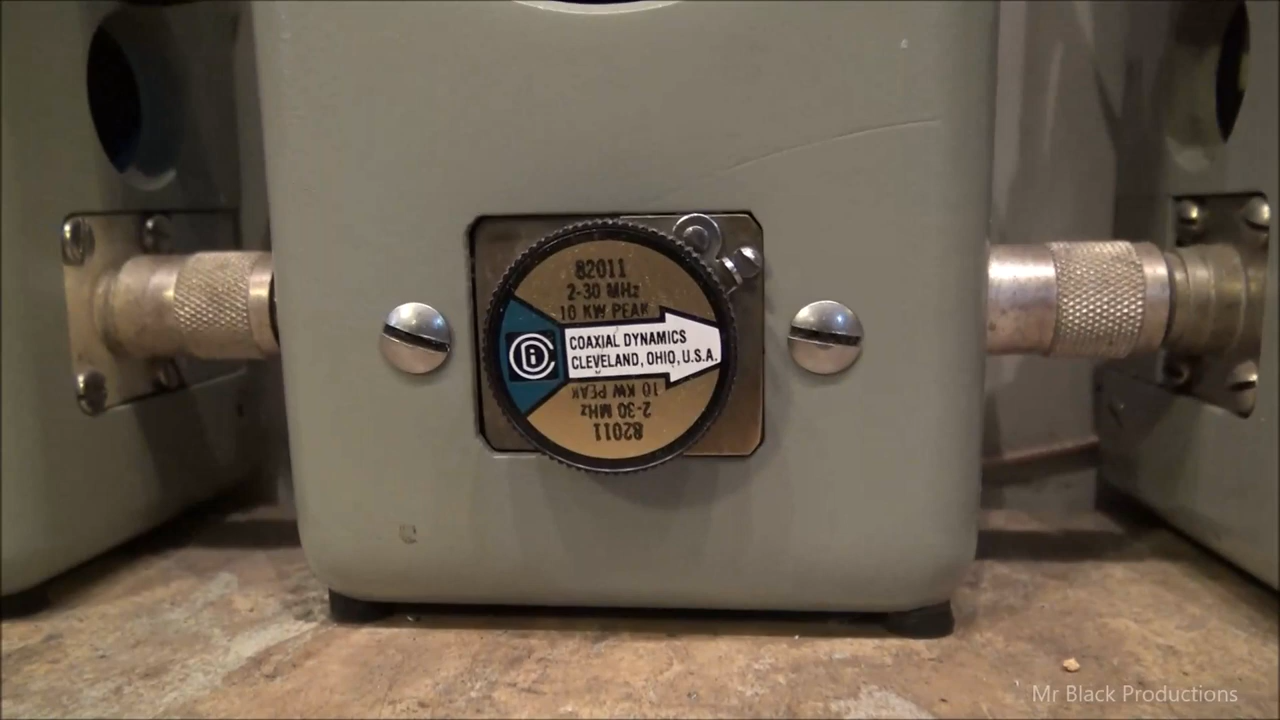 82011
2-30 MHz
10 KW PEAK
CDi
COAXIAL DYNAMICS
CLEVELAND, OHIO, U.S.A.
10 KW PEAK
2-30 MHz
82011
Mr Black Productions